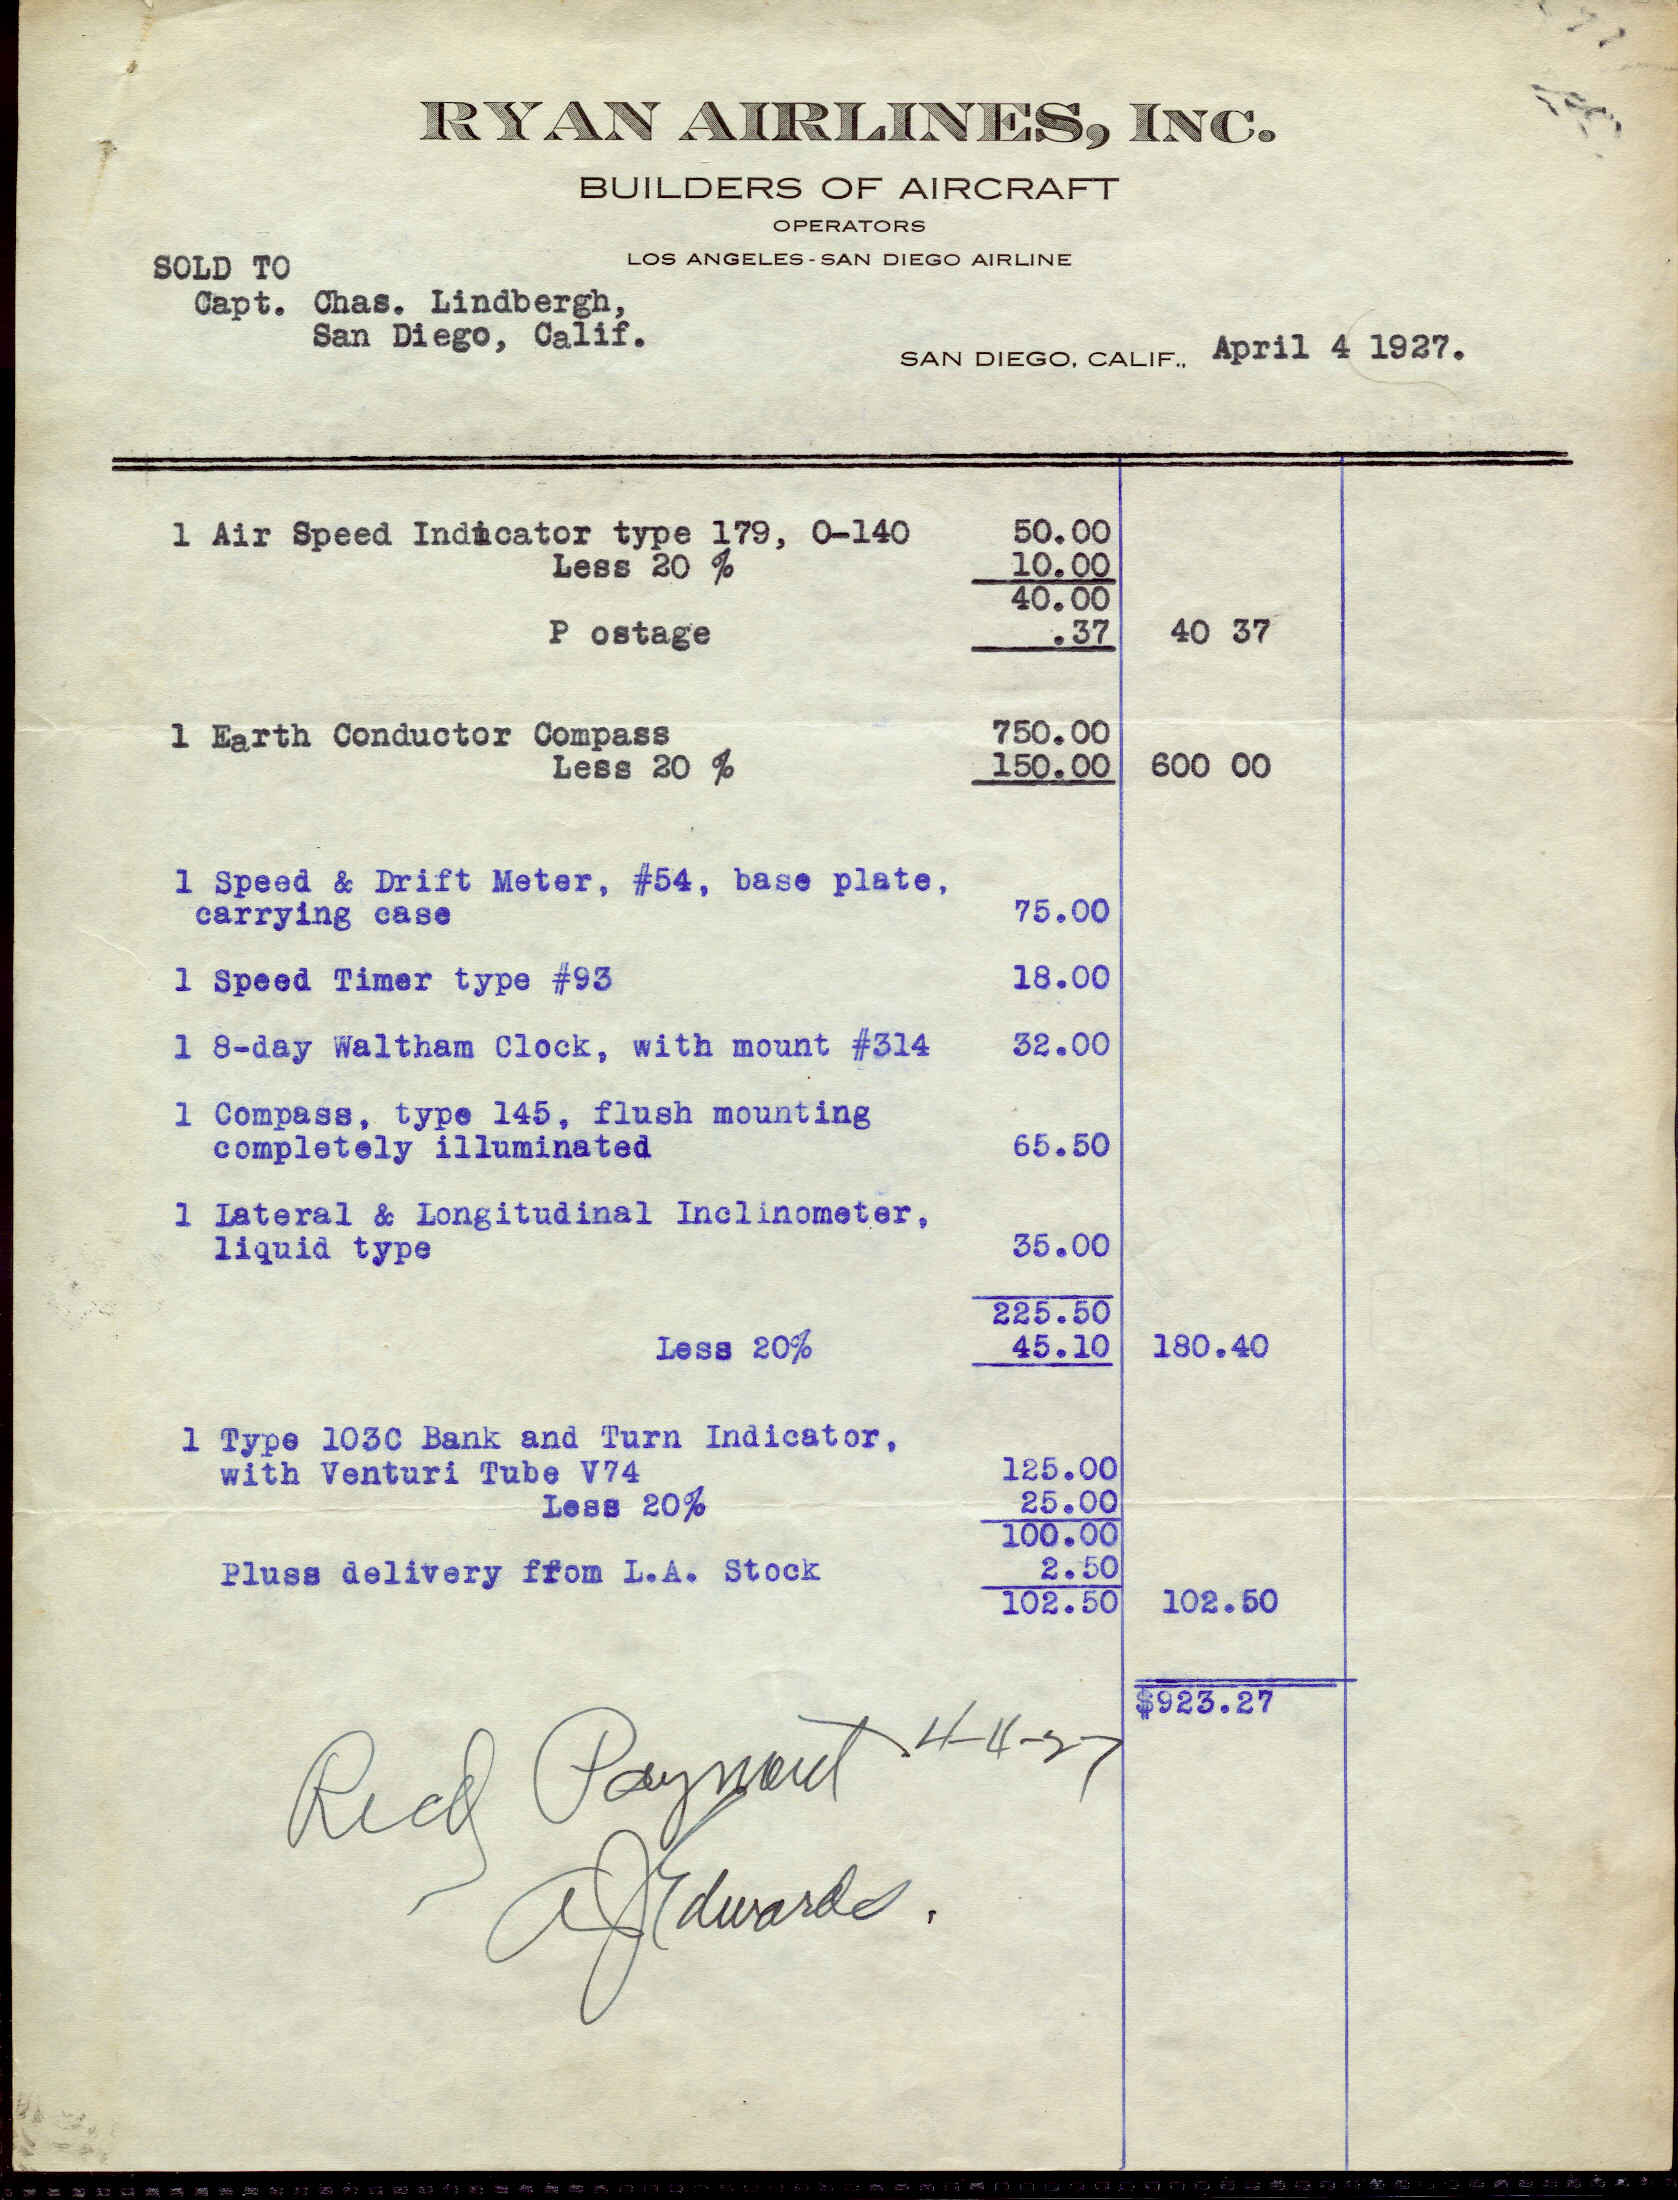 RYAN AIRLINES, INC.
BUILDERS OF AIRCRAFT
OPERATORS
LOS ANGELES - SAN DIEGO AIRLINE
SOLD TO
Capt. Chas. Lindbergh,
San Diego, Calif.
SAN DIEGO, CALIF., April 4 1927.
1 Air Speed Indicator type 179, 0-140 50.00
Less 20 % 10.00
40.00
P ostage .37 40 37
1 Earth Conductor Compass 750.00
Less 20 % 150.00 600 00
1 Speed & Drift Meter, #54, base plate,
carrying case 75.00
1 Speed Timer type #93 18.00
1 8-day Waltham Clock, with mount #314 32.00
1 Compass, type 145, flush mounting
completely illuminated 65.50
1 Lateral & Longitudinal Inclinometer,
liquid type 35.00
225.50
Less 20% 45.10 180.40
1 Type 103C Bank and Turn Indicator,
with Venturi Tube V74 125.00
Less 20% 25.00
100.00
Pluss delivery ffom L.A. Stock 2.50
102.50 102.50
$923.27
Recd Payment 4-4-27
A J Edwards.